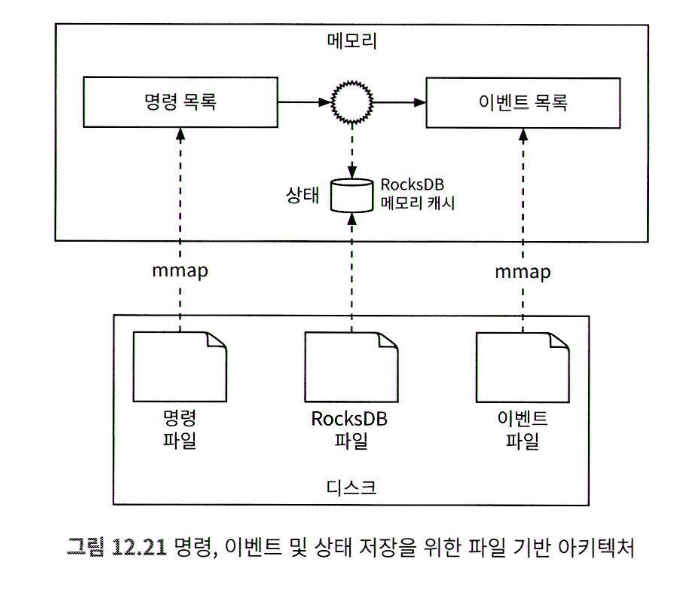 메모리
명령 목록
이벤트 목록
상태
RocksDB
메모리 캐시
mmap
mmap
명령
파일
RocksDB
파일
이벤트
파일
디스크
그림 12.21 명령, 이벤트 및 상태 저장을 위한 파일 기반 아키텍처